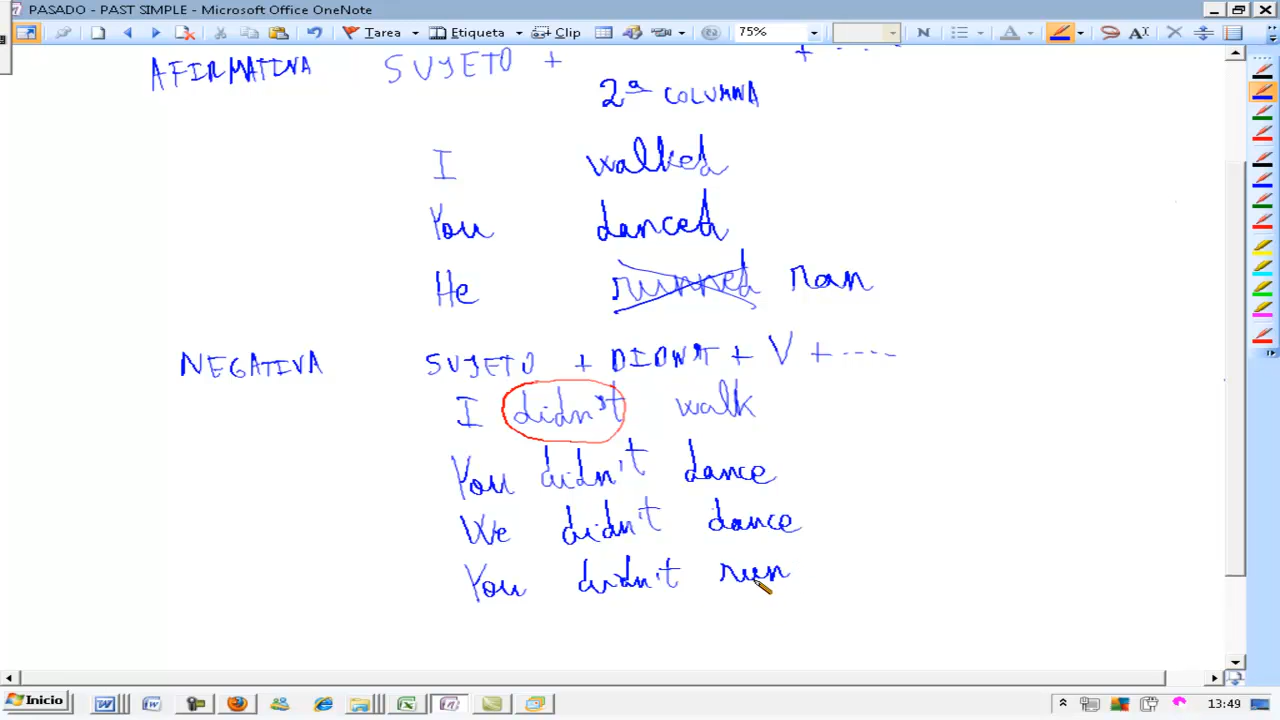 PASADO - PAST SIMPLE - Microsoft Office OneNote
Tarea Etiqueta Clip 75% N A
AFIRMATIVA SUJETO + + ....
2ª COLUMNA
I walked
You danced
He runned ran
NEGATIVA SUJETO + DIDN'T + V + ....
I didn't walk
You didn't dance
We didn't dance
You didn't run
Inicio 13:49